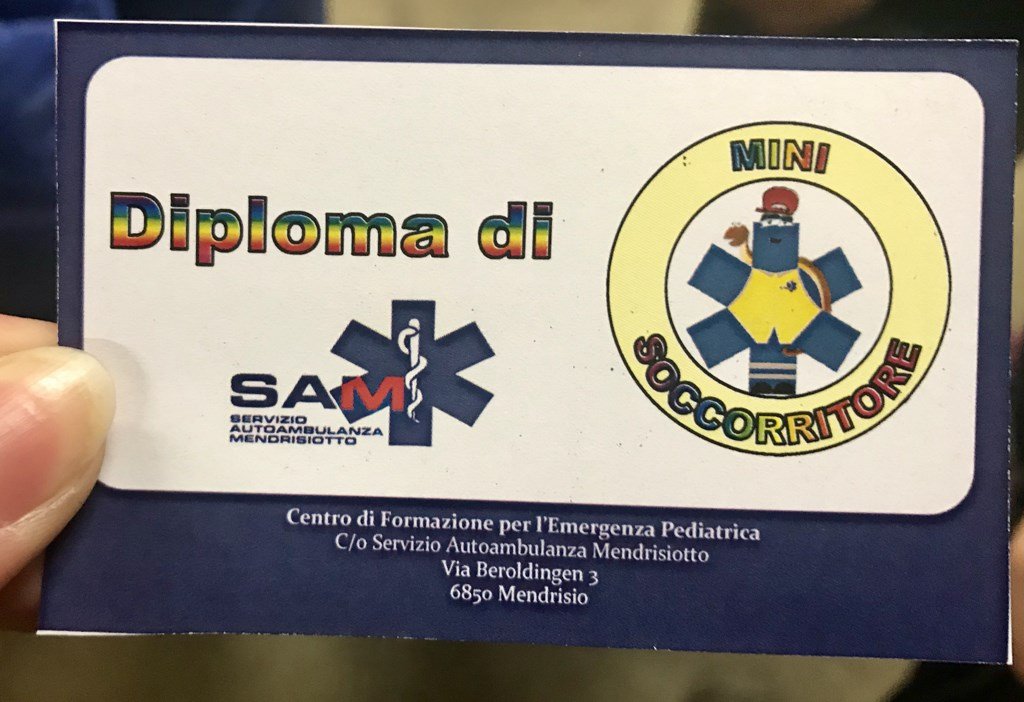 Diploma di
MINI
SOCCORRITORE
SAM
SERVIZIO
AUTOAMBULANZA
MENDRISIOTTO
Centro di Formazione per l'Emergenza Pediatrica
C/o Servizio Autoambulanza Mendrisiotto
Via Beroldingen 3
6850 Mendrisio